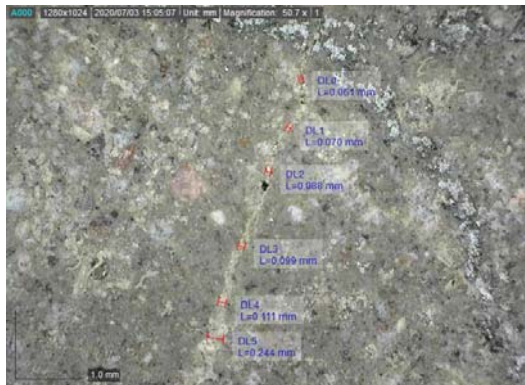 A000 1280x1024 2020/07/03 15:05:07 Unit: mm Magnification: 50.7 x 1
DL0
L=0.061 mm
DL1
L=0.070 mm
DL2
L=0.088 mm
DL3
L=0.099 mm
DL4
L=0.111 mm
DL5
L=0.244 mm
1.0 mm